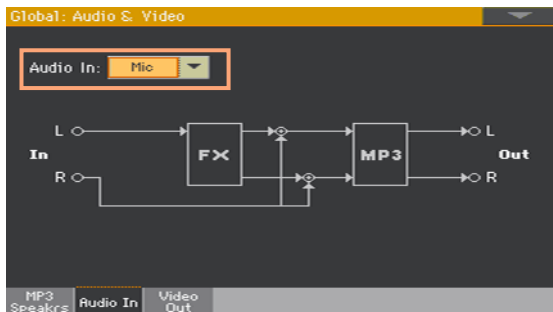 Global: Audio & Video
Audio In: Mic
L
L
In
FX
MP3
Out
R
R
MP3 Speakrs
Audio In
Video Out